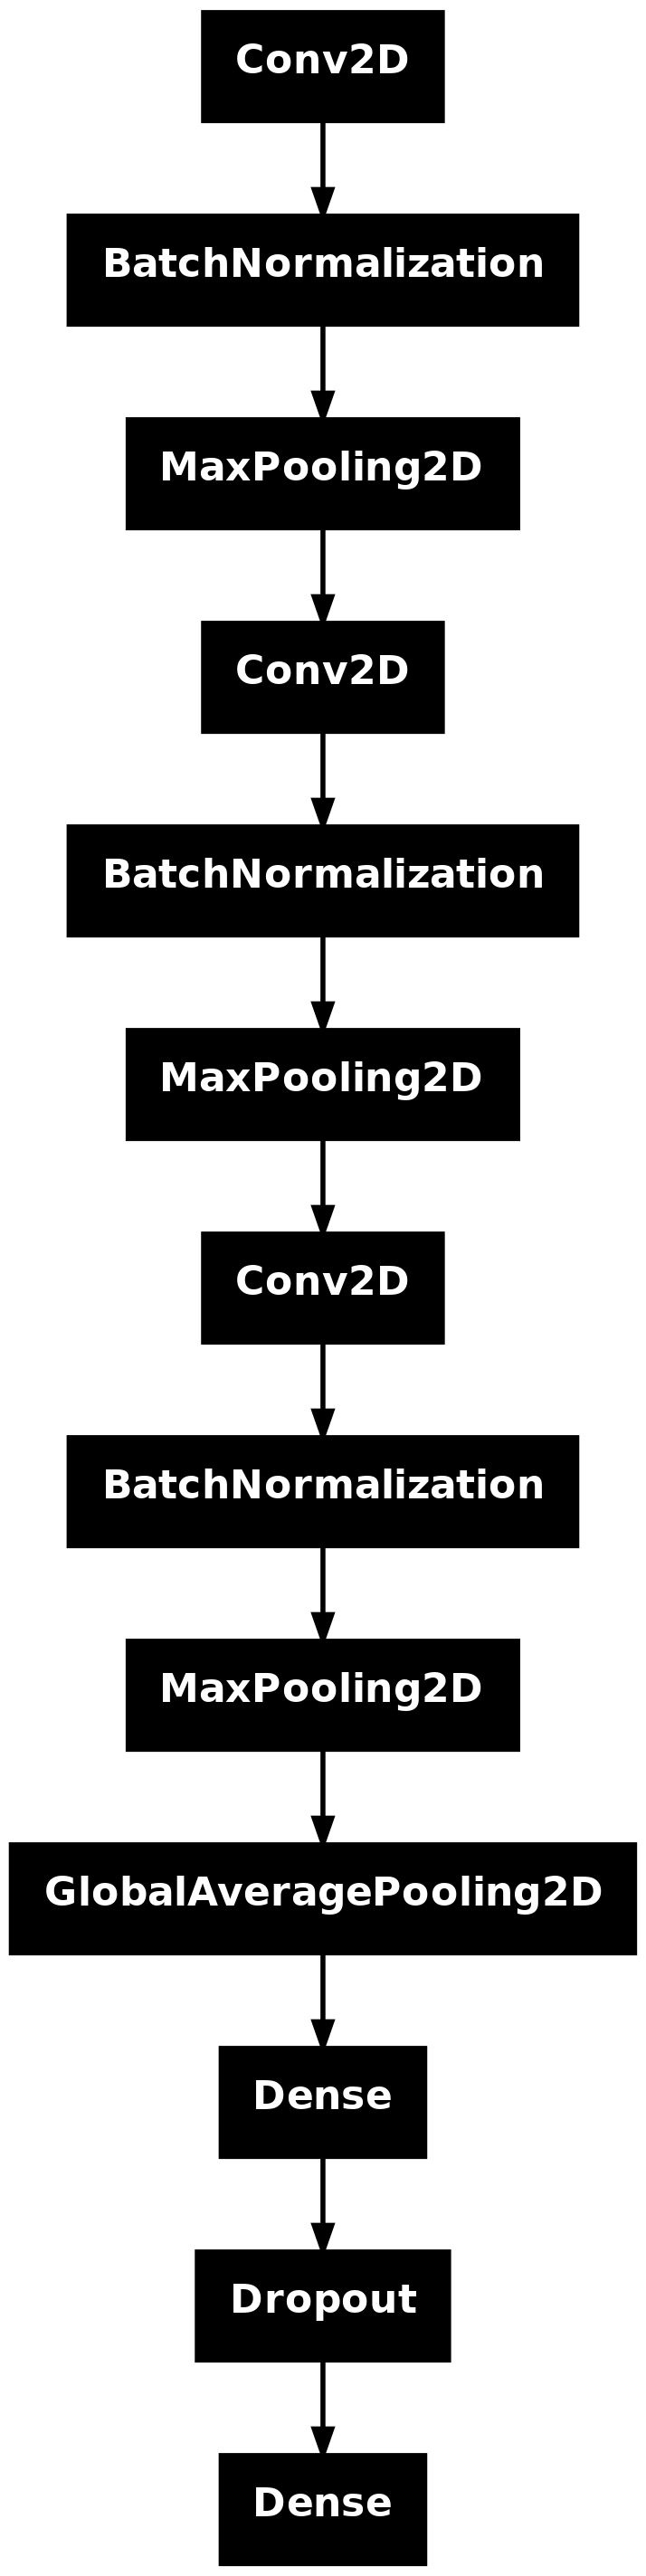 Conv2D
BatchNormalization
MaxPooling2D
Conv2D
BatchNormalization
MaxPooling2D
Conv2D
BatchNormalization
MaxPooling2D
GlobalAveragePooling2D
Dense
Dropout
Dense